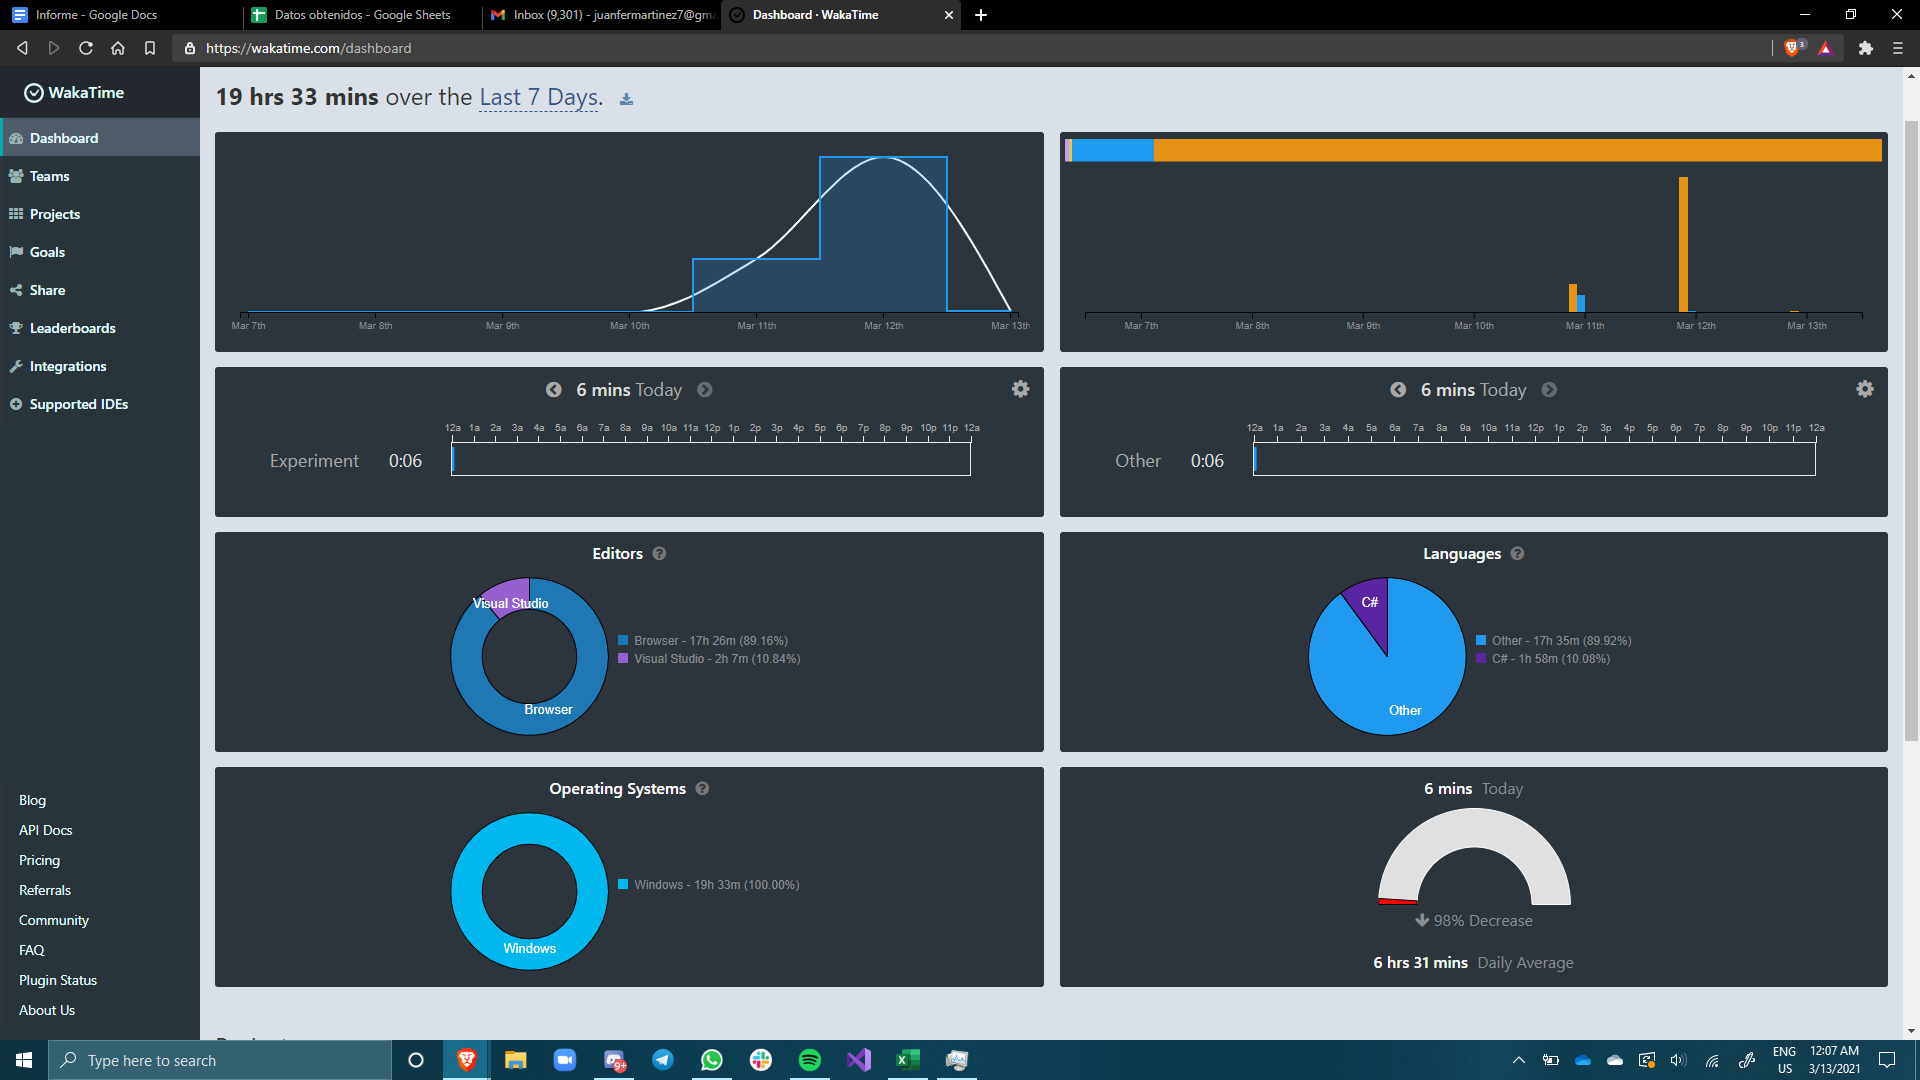 Informe - Google Docs
Datos obtenidos - Google Sheets
Inbox (9,301) - juanfermartinez7@gm
Dashboard · WakaTime
https://wakatime.com/dashboard
3
WakaTime
Dashboard
Teams
Projects
Goals
Share
Leaderboards
Integrations
Supported IDEs
Blog
API Docs
Pricing
Referrals
Community
FAQ
Plugin Status
About Us
19 hrs 33 mins over the Last 7 Days.
Mar 7th Mar 8th Mar 9th Mar 10th Mar 11th Mar 12th Mar 13th
Mar 7th Mar 8th Mar 9th Mar 10th Mar 11th Mar 12th Mar 13th
6 mins Today
12a 1a 2a 3a 4a 5a 6a 7a 8a 9a 10a 11a 12p 1p 2p 3p 4p 5p 6p 7p 8p 9p 10p 11p 12a
Experiment 0:06
6 mins Today
12a 1a 2a 3a 4a 5a 6a 7a 8a 9a 10a 11a 12p 1p 2p 3p 4p 5p 6p 7p 8p 9p 10p 11p 12a
Other 0:06
Editors
Visual Studio
Browser
Browser - 17h 26m (89.16%)
Visual Studio - 2h 7m (10.84%)
Languages
C#
Other
Other - 17h 35m (89.92%)
C# - 1h 58m (10.08%)
Operating Systems
Windows
Windows - 19h 33m (100.00%)
6 mins Today
98% Decrease
6 hrs 31 mins Daily Average
Type here to search
9+
ENG
US
12:07 AM
3/13/2021